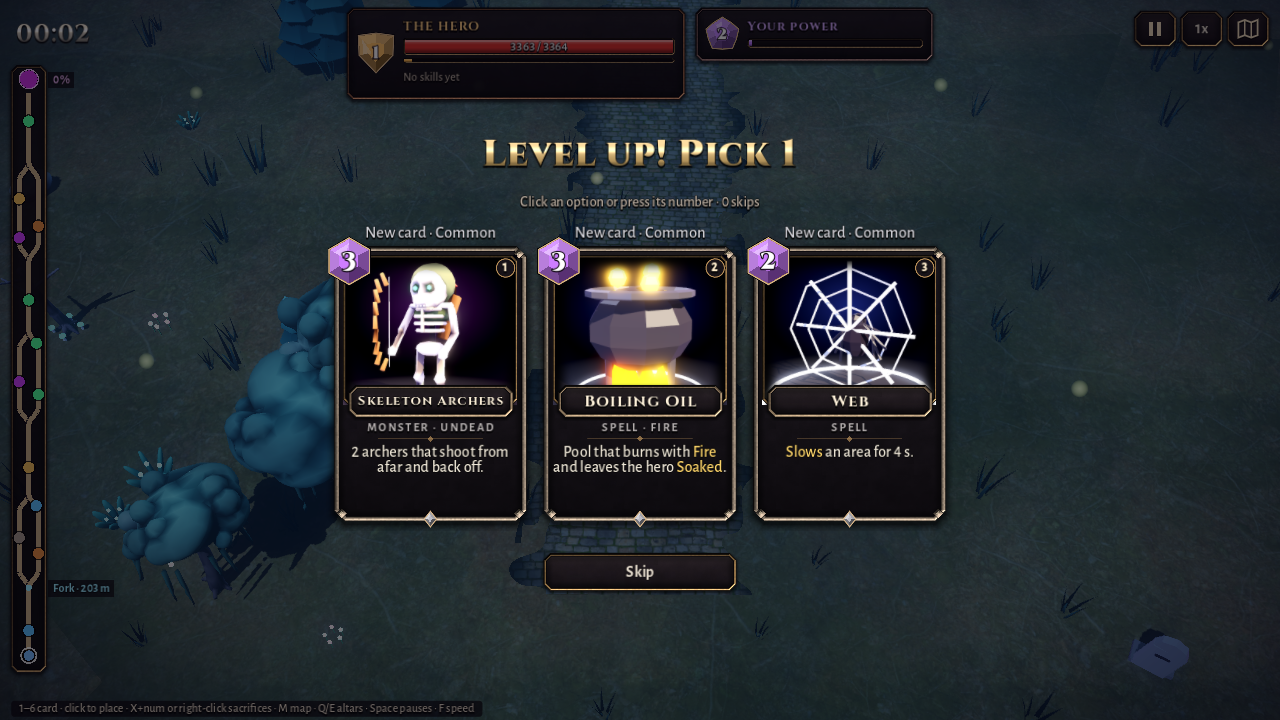 00:02
THE HERO
1
3363 / 3364
No skills yet
2
YOUR POWER
1x
0%
LEVEL UP! PICK 1
Click an option or press its number · 0 skips
New card · Common
New card · Common
New card · Common
3
1
3
2
2
3
SKELETON ARCHERS
BOILING OIL
WEB
MONSTER · UNDEAD
SPELL · FIRE
SPELL
2 archers that shoot from
afar and back off.
Pool that burns with Fire
and leaves the hero Soaked.
Slows an area for 4 s.
Skip
Fork · 203 m
1–6 card · click to place · X+num or right-click sacrifices · M map · Q/E altars · Space pauses · F speed